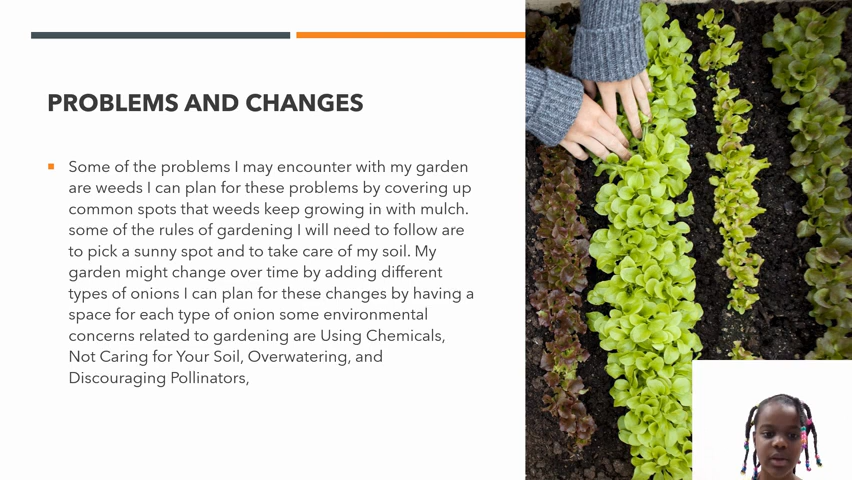 PROBLEMS AND CHANGES
Some of the problems I may encounter with my garden
are weeds I can plan for these problems by covering up
common spots that weeds keep growing in with mulch.
some of the rules of gardening I will need to follow are
to pick a sunny spot and to take care of my soil. My
garden might change over time by adding different
types of onions I can plan for these changes by having a
space for each type of onion some environmental
concerns related to gardening are Using Chemicals,
Not Caring for Your Soil, Overwatering, and
Discouraging Pollinators,